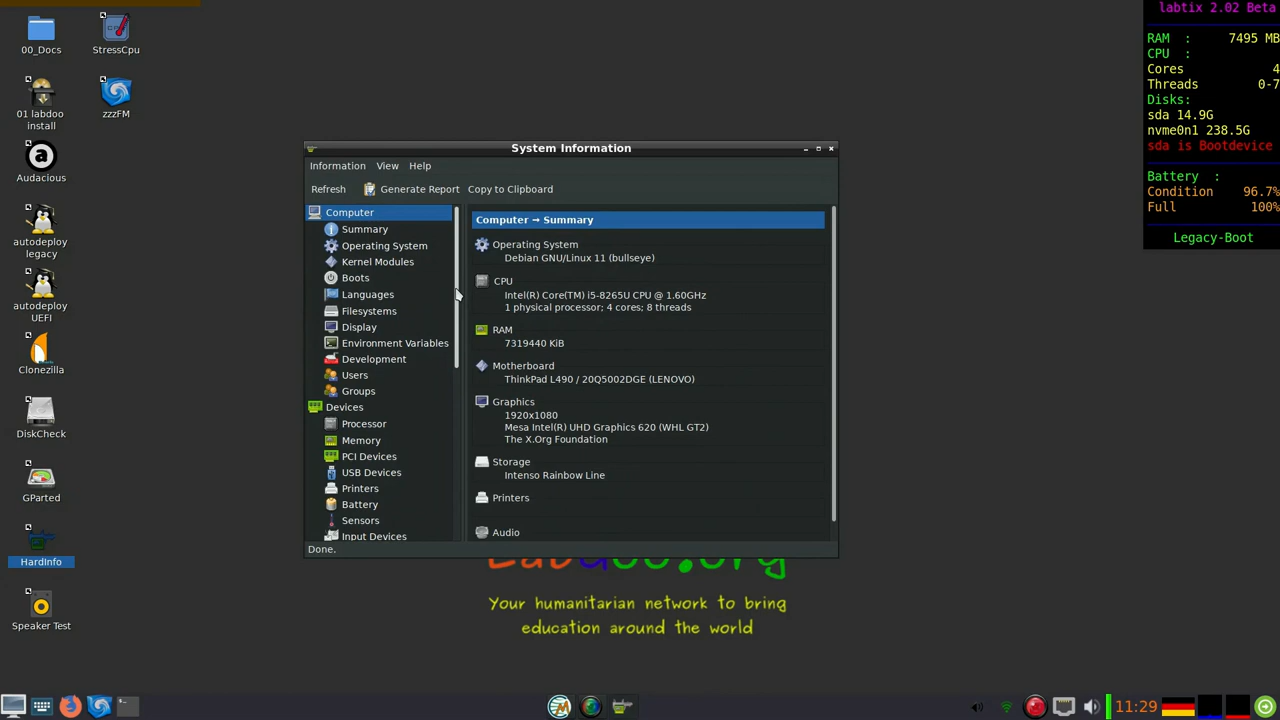 00_Docs
StressCpu
01 labdoo
install
zzzFM
Audacious
autodeploy
legacy
autodeploy
UEFI
Clonezilla
DiskCheck
GParted
HardInfo
Speaker Test
System Information
Information View Help
Refresh Generate Report Copy to Clipboard
Computer
Summary
Operating System
Kernel Modules
Boots
Languages
Filesystems
Display
Environment Variables
Development
Users
Groups
Devices
Processor
Memory
PCI Devices
USB Devices
Printers
Battery
Sensors
Input Devices
Computer → Summary
Operating System
Debian GNU/Linux 11 (bullseye)
CPU
Intel(R) Core(TM) i5-8265U CPU @ 1.60GHz
1 physical processor; 4 cores; 8 threads
RAM
7319440 KiB
Motherboard
ThinkPad L490 / 20Q5002DGE (LENOVO)
Graphics
1920x1080
Mesa Intel(R) UHD Graphics 620 (WHL GT2)
The X.Org Foundation
Storage
Intenso Rainbow Line
Printers
Audio
Done.
Labdoo.org
Your humanitarian network to bring
education around the world
labtix 2.02 Beta
RAM : 7495 MB
CPU :
Cores 4
Threads 0-7
Disks:
sda 14.9G
nvme0n1 238.5G
sda is Bootdevice
Battery :
Condition 96.7%
Full 100%
Legacy-Boot
11:29